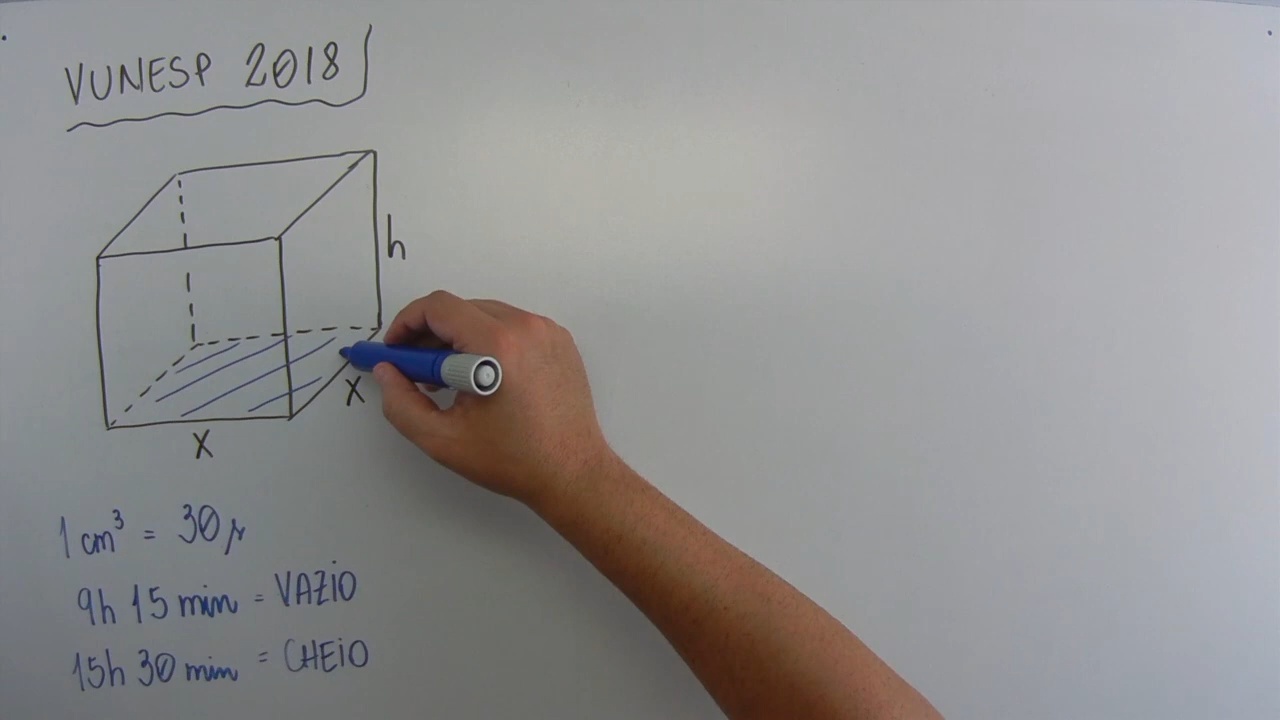 VUNESP 2018
h
x
x
1 cm³ = 30 μ
9h 15 min = VAZIO
15h 30 min = CHEIO